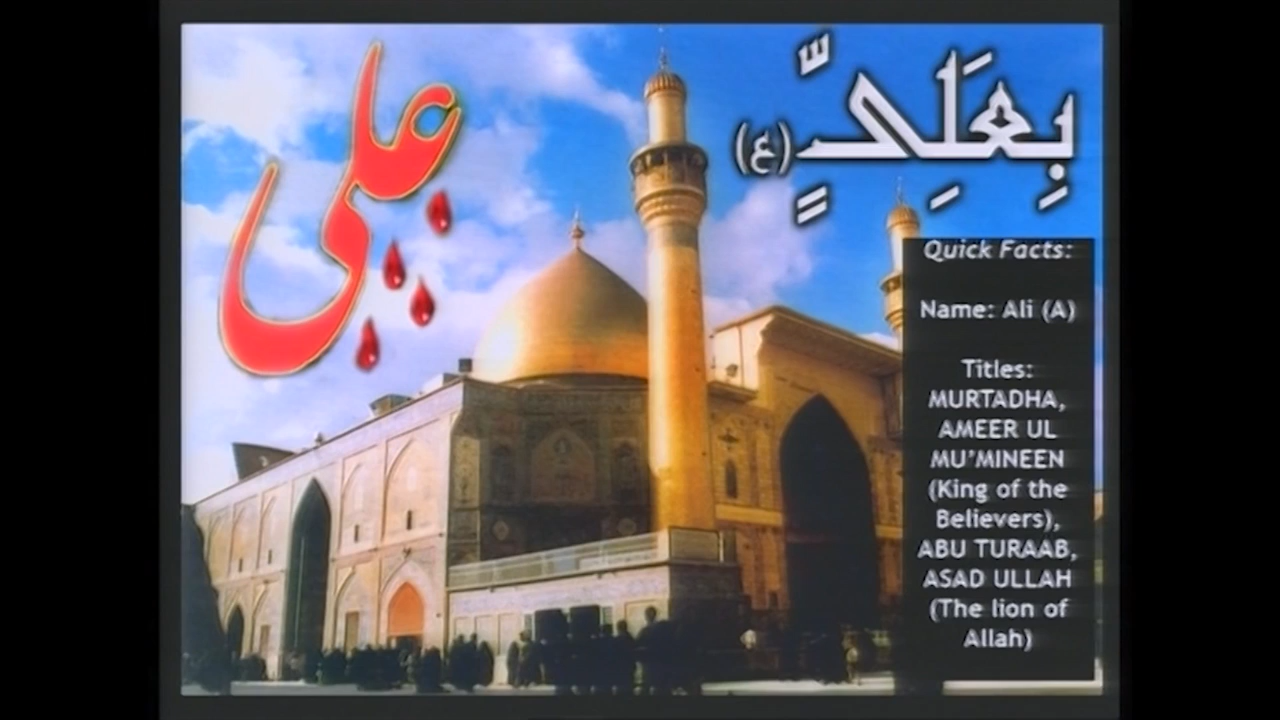 علي
بِعَلِيٍّ (ع)
Quick Facts:
Name: Ali (A)
Titles:
MURTADHA,
AMEER UL
MU'MINEEN
(King of the
Believers),
ABU TURAAB,
ASAD ULLAH
(The lion of
Allah)